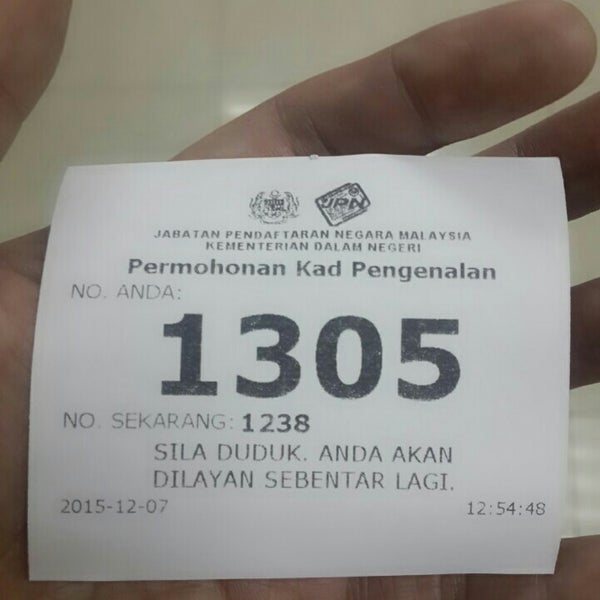 JPN
JABATAN PENDAFTARAN NEGARA MALAYSIA
KEMENTERIAN DALAM NEGERI
Permohonan Kad Pengenalan
NO. ANDA:
1305
NO. SEKARANG: 1238
SILA DUDUK. ANDA AKAN
DILAYAN SEBENTAR LAGI.
2015-12-07 12:54:48